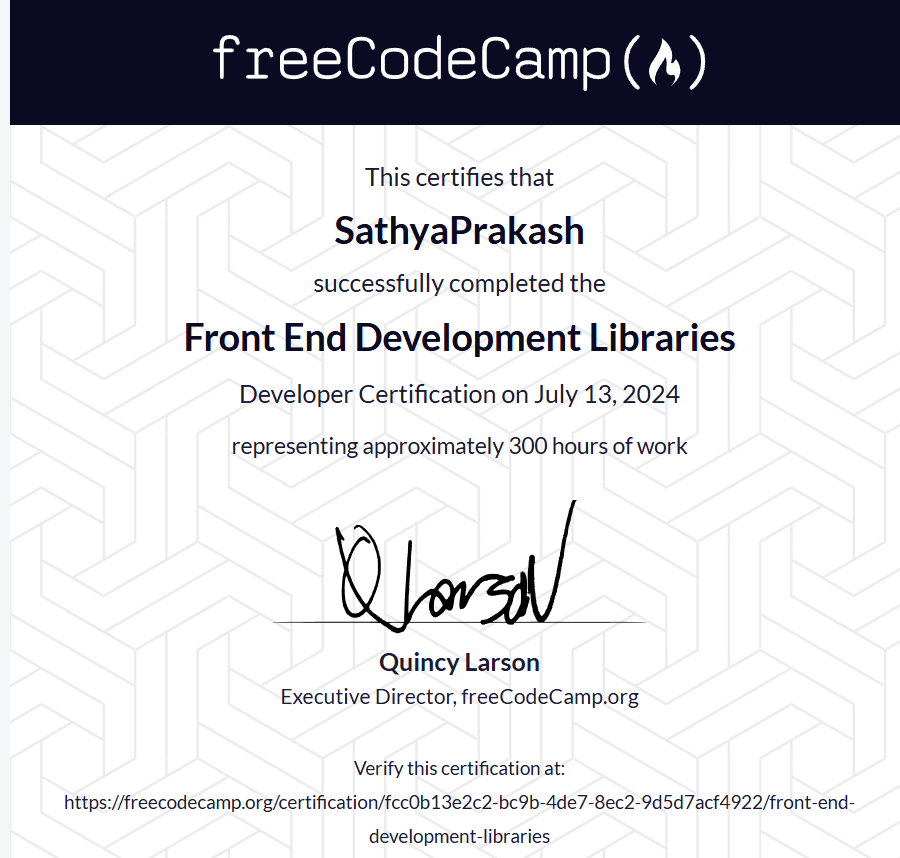 freeCodeCamp
This certifies that
SathyaPrakash
successfully completed the
Front End Development Libraries
Developer Certification on July 13, 2024
representing approximately 300 hours of work
Q Larson
Quincy Larson
Executive Director, freeCodeCamp.org
Verify this certification at:
https://freecodecamp.org/certification/fcc0b13e2c2-bc9b-4de7-8ec2-9d5d7acf4922/front-end-
development-libraries